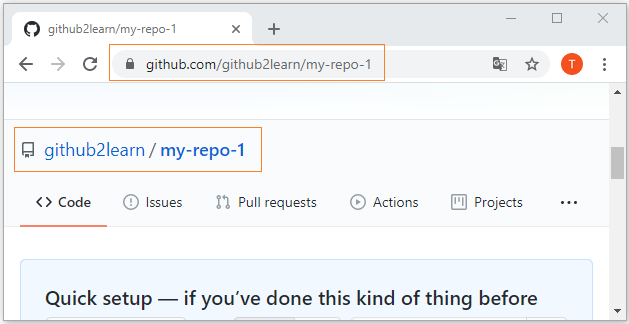 github2learn/my-repo-1
github.com/github2learn/my-repo-1
T
github2learn / my-repo-1
Code Issues Pull requests Actions Projects
Quick setup — if you’ve done this kind of thing before